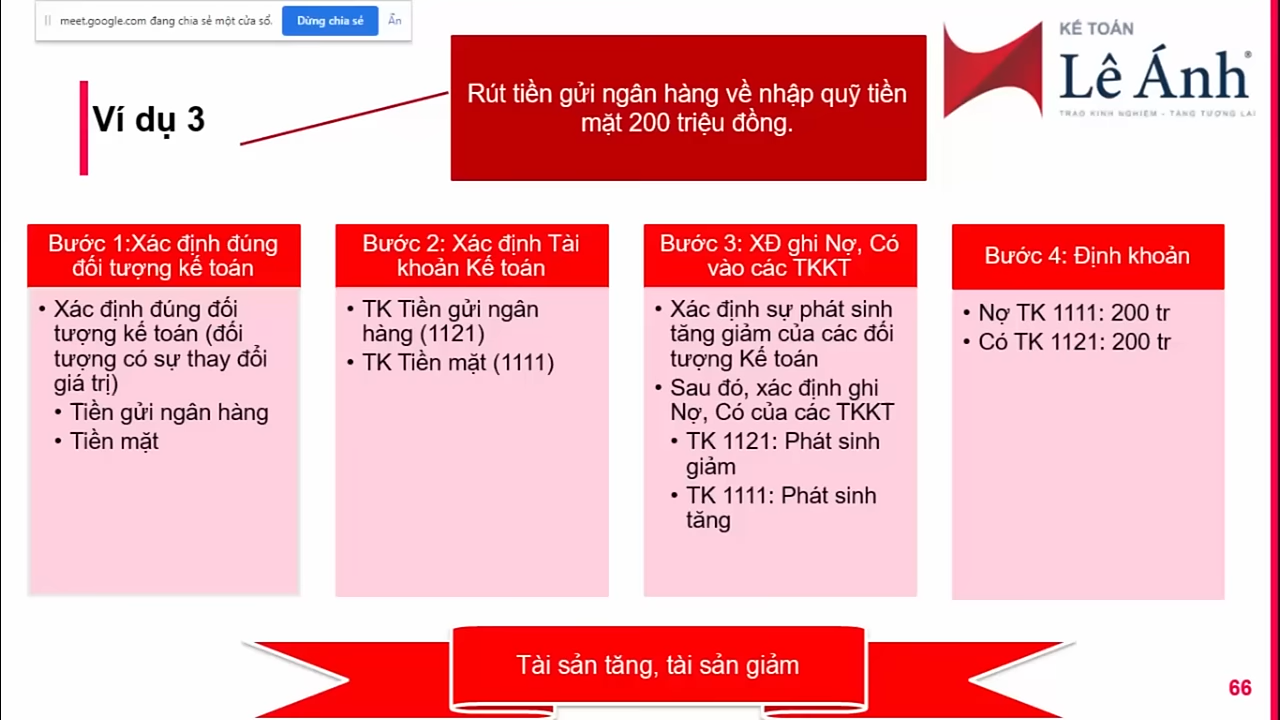 meet.google.com đang chia sẻ một cửa sổ.
Dừng chia sẻ
Ẩn
KẾ TOÁN
Lê Ánh®
TRAO KINH NGHIỆM - TẶNG TƯƠNG LAI
Ví dụ 3
Rút tiền gửi ngân hàng về nhập quỹ tiền
mặt 200 triệu đồng.
Bước 1:Xác định đúng
đối tượng kế toán
• Xác định đúng đối
tượng kế toán (đối
tượng có sự thay đổi
giá trị)
• Tiền gửi ngân hàng
• Tiền mặt
Bước 2: Xác định Tài
khoản Kế toán
• TK Tiền gửi ngân
hàng (1121)
• TK Tiền mặt (1111)
Bước 3: XĐ ghi Nợ, Có
vào các TKKT
• Xác định sự phát sinh
tăng giảm của các đối
tượng Kế toán
• Sau đó, xác định ghi
Nợ, Có của các TKKT
• TK 1121: Phát sinh
giảm
• TK 1111: Phát sinh
tăng
Bước 4: Định khoản
• Nợ TK 1111: 200 tr
• Có TK 1121: 200 tr
Tài sản tăng, tài sản giảm
66